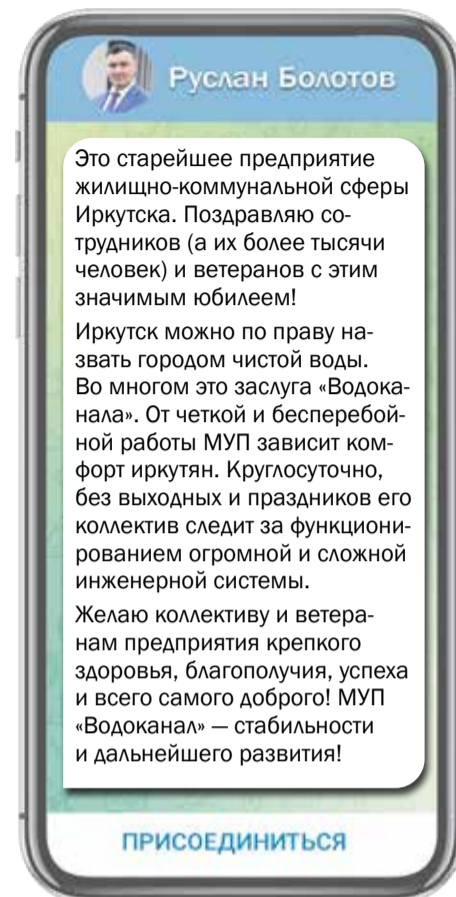 Руслан Болотов
Это старейшее предприятие
жилищно-коммунальной сферы
Иркутска. Поздравляю со-
трудников (а их более тысячи
человек) и ветеранов с этим
значимым юбилеем!
Иркутск можно по праву на-
звать городом чистой воды.
Во многом это заслуга «Водока-
нала». От четкой и бесперебой-
ной работы МУП зависит ком-
форт иркутян. Круглосуточно,
без выходных и праздников его
коллектив следит за функциони-
рованием огромной и сложной
инженерной системы.
Желаю коллективу и ветера-
нам предприятия крепкого
здоровья, благополучия, успеха
и всего самого доброго! МУП
«Водоканал» — стабильности
и дальнейшего развития!
ПРИСОЕДИНИТЬСЯ